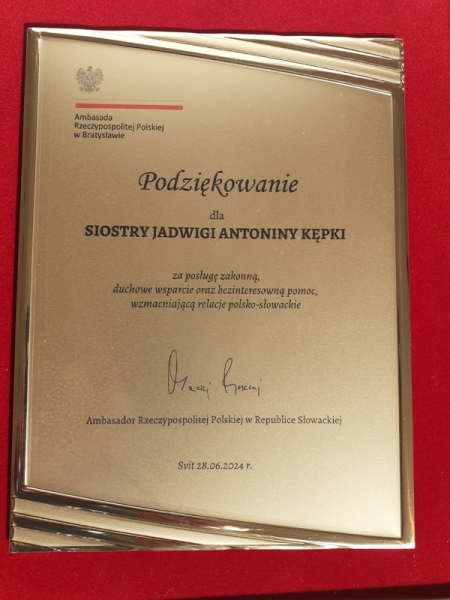 Ambasada
Rzeczypospolitej Polskiej
w Bratysławie
Podziękowanie
dla
SIOSTRY JADWIGI ANTONINY KĘPKI
za posługę zakonną,
duchowe wsparcie oraz bezinteresowną pomoc,
wzmacniającą relacje polsko-słowackie
Ambasador Rzeczypospolitej Polskiej w Republice Słowackiej
Svit 28.06.2024 r.